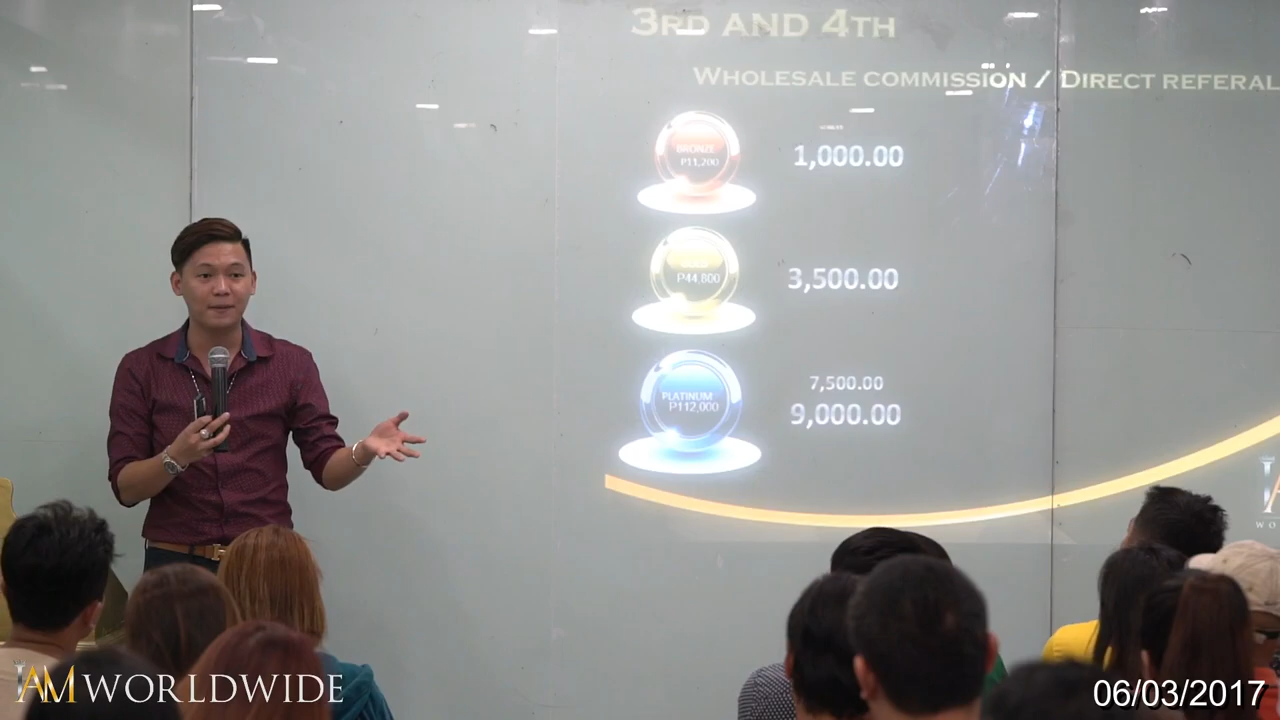 3RD AND 4TH
WHOLESALE COMMISSION / DIRECT REFERAL
BRONZE
P11,200
1,000.00
P44,800
3,500.00
PLATINUM
P112,000
7,500.00
9,000.00
IAM WORLDWIDE
06/03/2017